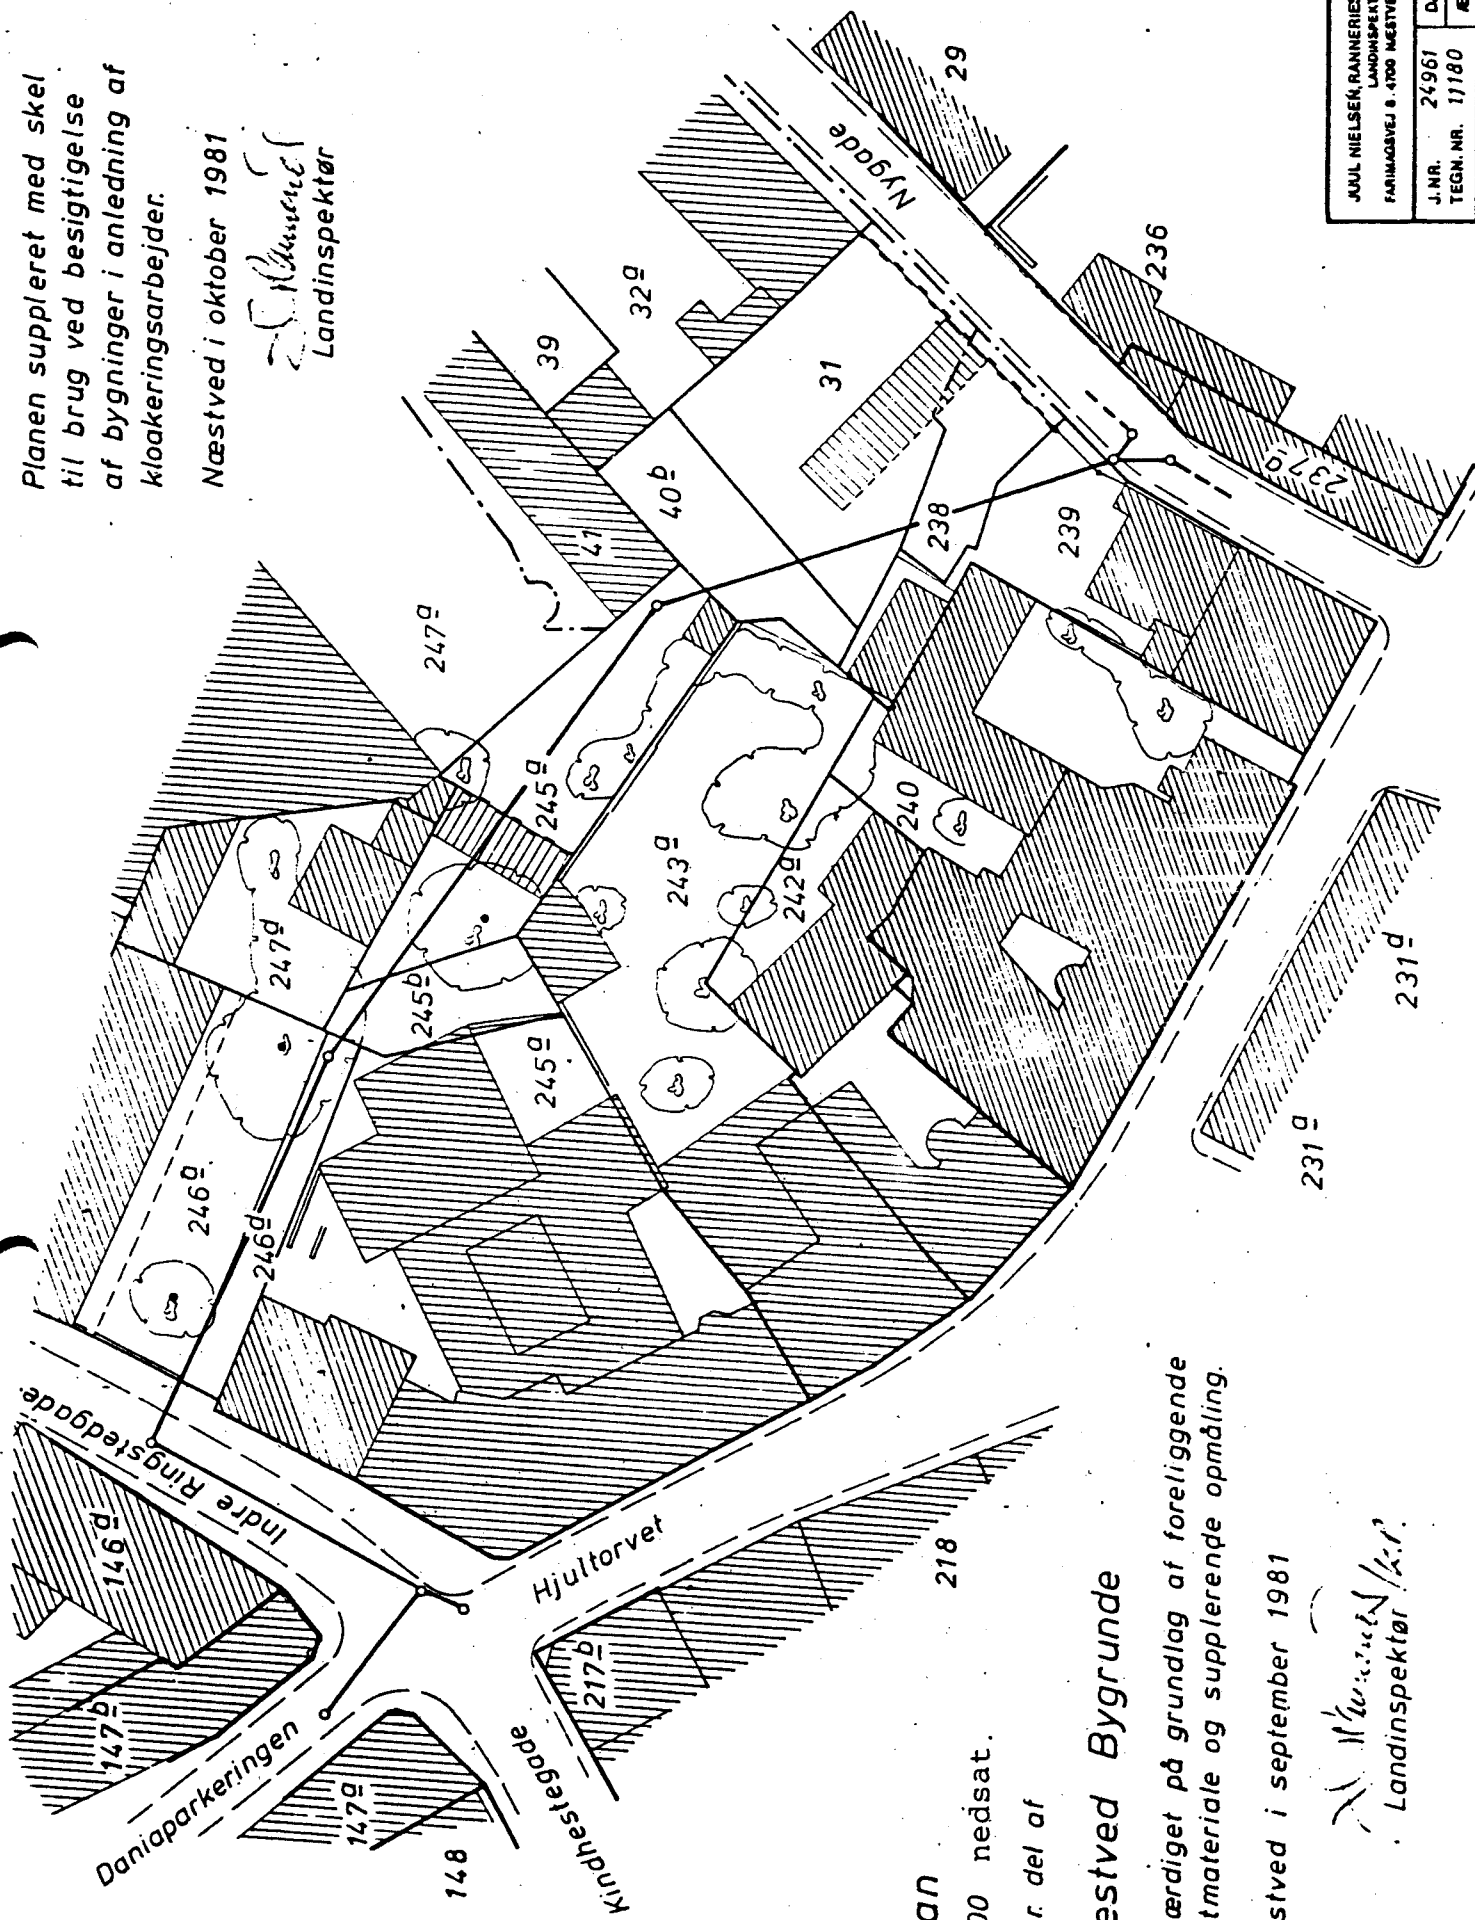 Planen suppleret med skel
til brug ved besigtigelse
af bygninger i anledning af
kloakeringsarbejder.
Næstved i oktober 1981
Landinspektør
an
00 nedsat.
r. del af
estved Bygrunde
ærdiget på grundlag af foreliggende
tmateriale og supplerende opmåling.
stved i september 1981
Landinspektør
JUUL NIELSEN, RANNERIES
LANDINSPEKT
FARIMAGSVEJ 8. 4700 NÆSTVE
J. NR. 24961
TEGN. NR. 11180
Daniaparkeringen
Indre Ringstedgade
Hjultorvet
Kindhestegade
Nygade
147b
146d
147a
148
217b
218
246a
246d
247d
245b
245a
247a
245a
243a
242a
240
41
40b
39
32a
31
29
238
239
236
237a
231a
231d